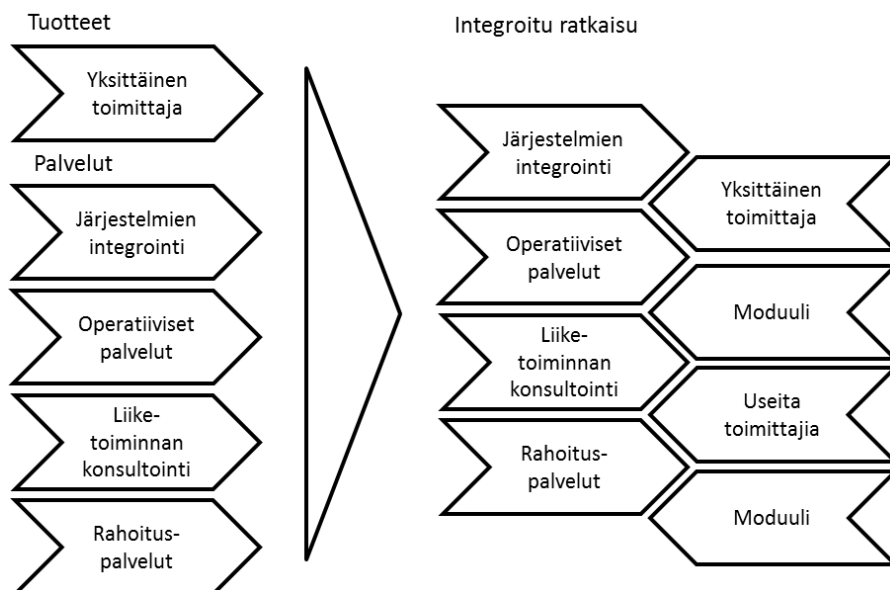 Tuotteet
Yksittäinen
toimittaja
Palvelut
Järjestelmien
integrointi
Operatiiviset
palvelut
Liike-
toiminnan
konsultointi
Rahoitus-
palvelut
Integroitu ratkaisu
Järjestelmien
integrointi
Operatiiviset
palvelut
Liike-
toiminnan
konsultointi
Rahoitus-
palvelut
Yksittäinen
toimittaja
Moduuli
Useita
toimittajia
Moduuli